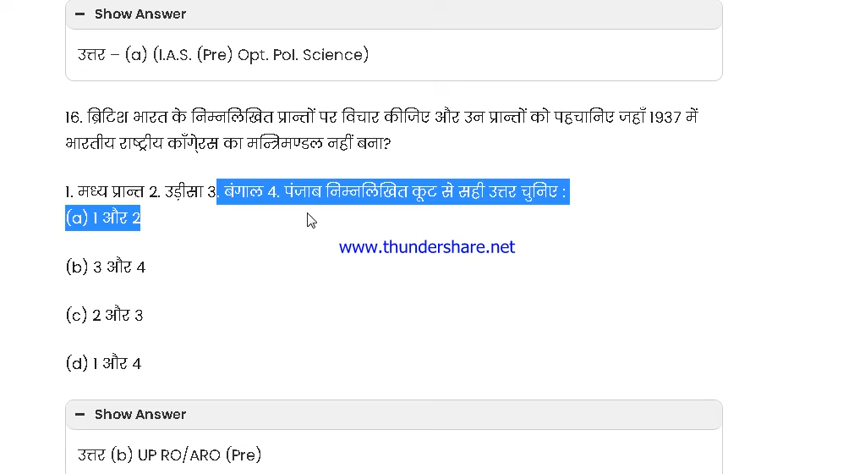 – Show Answer
उत्तर – (a) (I.A.S. (Pre) Opt. Pol. Science)
16. ब्रिटिश भारत के निम्नलिखित प्रान्तों पर विचार कीजिए और उन प्रान्तों को पहचानिए जहाँ 1937 में
भारतीय राष्ट्रीय काँगे्रस का मन्त्रिमण्डल नहीं बना?
1. मध्य प्रान्त 2. उड़ीसा 3. बंगाल 4. पंजाब निम्नलिखित कूट से सही उत्तर चुनिए :
(a) 1 और 2
www.thundershare.net
(b) 3 और 4
(c) 2 और 3
(d) 1 और 4
– Show Answer
उत्तर (b) UP RO/ARO (Pre)